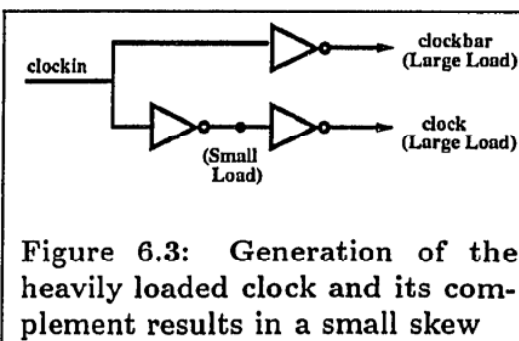 clockbar
(Large Load)
clockin
clock
(Large Load)
(Small
Load)
Figure 6.3: Generation of the
heavily loaded clock and its com-
plement results in a small skew